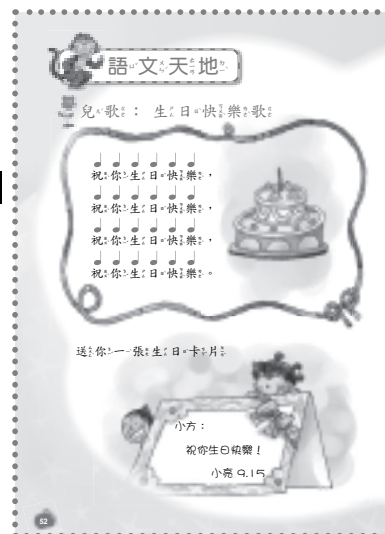 語文天地
兒歌：生日快樂歌
祝你生日快樂，
祝你生日快樂，
祝你生日快樂，
祝你生日快樂。
送你一張生日卡片
小方：
祝你生日快樂！
小亮 9.15
52